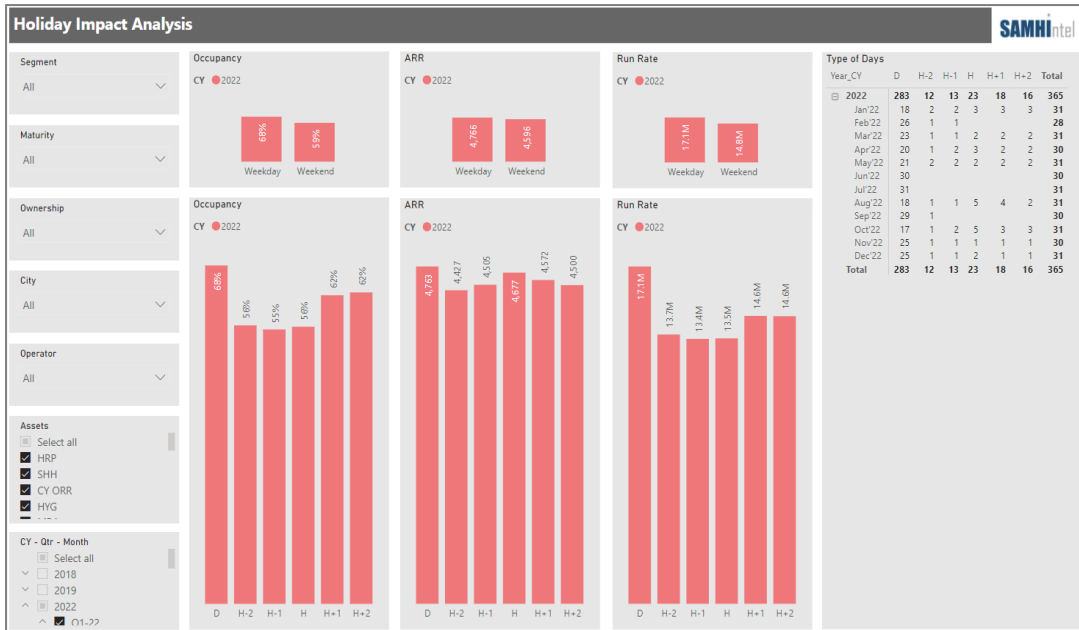 Holiday Impact Analysis
SAMHIntel
Segment
All
Maturity
All
Ownership
All
City
All
Operator
All
Assets
Select all
HRP
SHH
CY ORR
HYG
CY - Qtr - Month
Select all
2018
2019
2022
Q1-22
Occupancy
CY 2022
68% 59%
Weekday Weekend
ARR
CY 2022
4,766 4,596
Weekday Weekend
Run Rate
CY 2022
17.1M 14.8M
Weekday Weekend
Occupancy
CY 2022
68% 56% 55% 56% 62% 62%
D H-2 H-1 H H+1 H+2
ARR
CY 2022
4,763 4,427 4,505 4,677 4,572 4,500
D H-2 H-1 H H+1 H+2
Run Rate
CY 2022
17.1M 13.7M 13.4M 13.5M 14.6M 14.6M
D H-2 H-1 H H+1 H+2
Type of Days
Year_CY D H-2 H-1 H H+1 H+2 Total
2022 283 12 13 23 18 16 365
Jan'22 18 2 2 3 3 3 31
Feb'22 26 1 1 28
Mar'22 23 1 1 2 2 2 31
Apr'22 20 1 2 3 2 2 30
May'22 21 2 2 2 2 2 31
Jun'22 30 30
Jul'22 31 31
Aug'22 18 1 1 5 4 2 31
Sep'22 29 1 30
Oct'22 17 1 2 5 3 3 31
Nov'22 25 1 1 1 1 1 30
Dec'22 25 1 1 2 1 1 31
Total 283 12 13 23 18 16 365